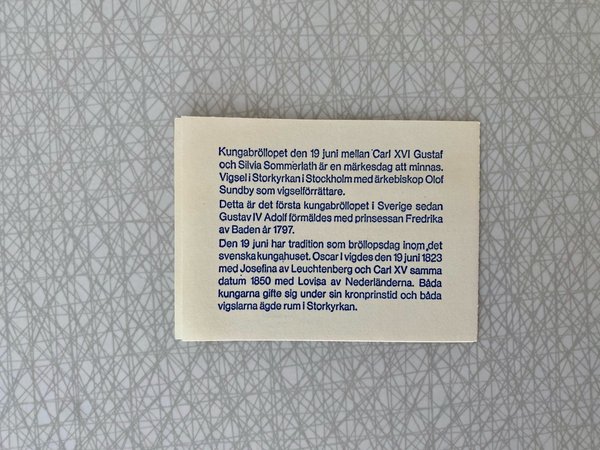 Kungabröllopet den 19 juni mellan Carl XVI Gustaf
och Silvia Sommerlath är en märkesdag att minnas.
Vigsel i Storkyrkan i Stockholm med ärkebiskop Olof
Sundby som vigselförrättare.
Detta är det första kungabröllopet i Sverige sedan
Gustav IV Adolf förmäldes med prinsessan Fredrika
av Baden år 1797.
Den 19 juni har tradition som bröllopsdag inom det
svenska kungahuset. Oscar I vigdes den 19 juni 1823
med Josefina av Leuchtenberg och Carl XV samma
datum 1850 med Lovisa av Nederländerna. Båda
kungarna gifte sig under sin kronprinstid och båda
vigslarna ägde rum i Storkyrkan.